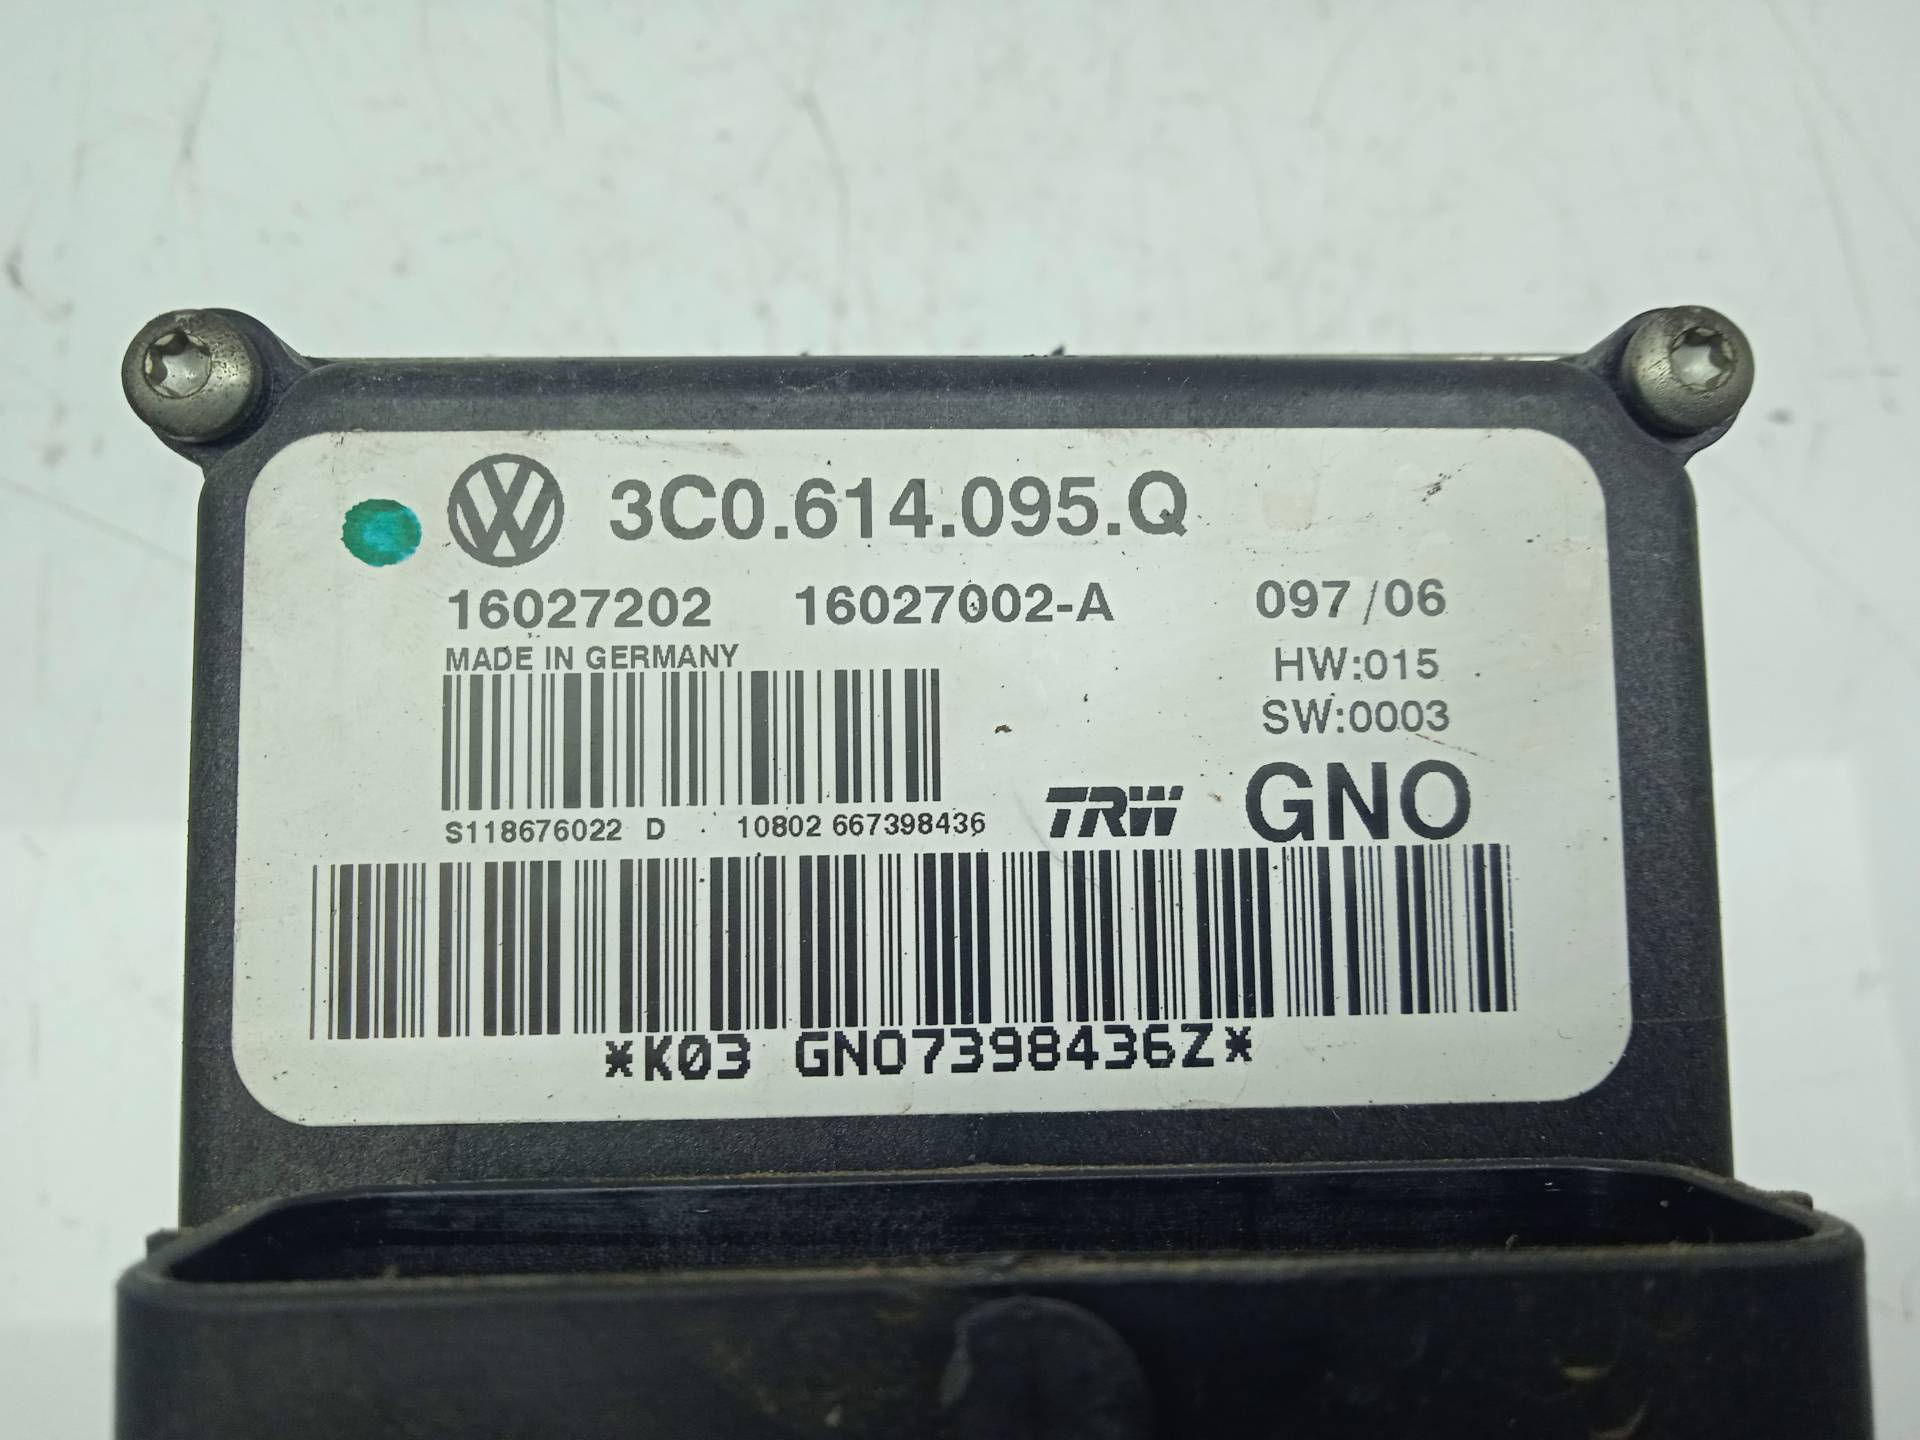 3C0.614.095.Q
16027202 16027002-A 097/06
MADE IN GERMANY HW:015
SW:0003
TRW GNO
S118676022 D 10802 667398436
*K03 GNO7398436Z*